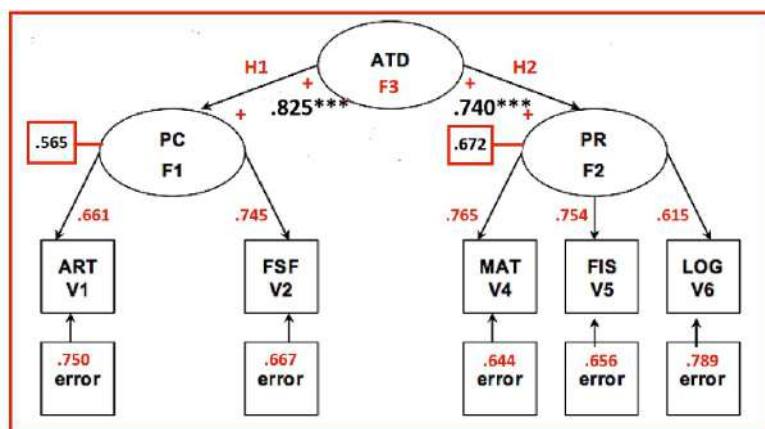 ATD
F3
H1
H2
+
+
+
.825***
.740***
+
.565
PC
F1
.672
PR
F2
.661
.745
.765
.754
.615
ART
V1
FSF
V2
MAT
V4
FIS
V5
LOG
V6
.750
error
.667
error
.644
error
.656
error
.789
error